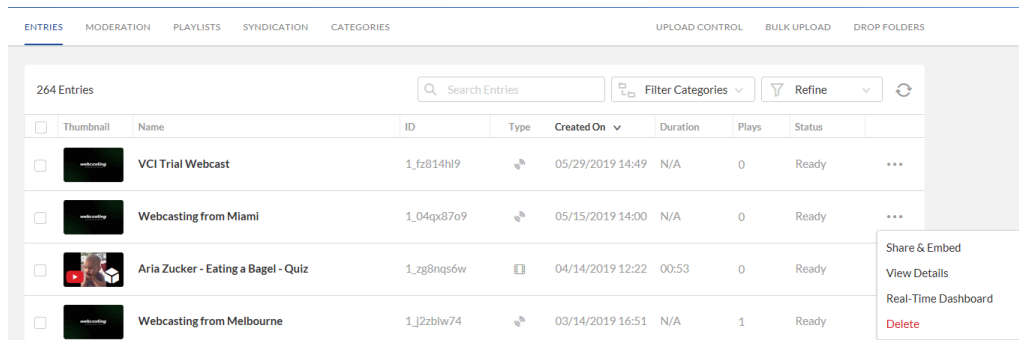 ENTRIES MODERATION PLAYLISTS SYNDICATION CATEGORIES UPLOAD CONTROL BULK UPLOAD DROP FOLDERS
264 Entries Search Entries Filter Categories Refine
Thumbnail Name ID Type Created On Duration Plays Status
webcasting VCI Trial Webcast 1_fz814hl9 05/29/2019 14:49 N/A 0 Ready
webcasting Webcasting from Miami 1_04qx87o9 05/15/2019 14:00 N/A 0 Ready
Share & Embed
Aria Zucker - Eating a Bagel - Quiz 1_zg8nqs6w 04/14/2019 12:22 00:53 0 Ready
View Details
Real-Time Dashboard
webcasting Webcasting from Melbourne 1_j2zblw74 03/14/2019 16:51 N/A 1 Ready
Delete